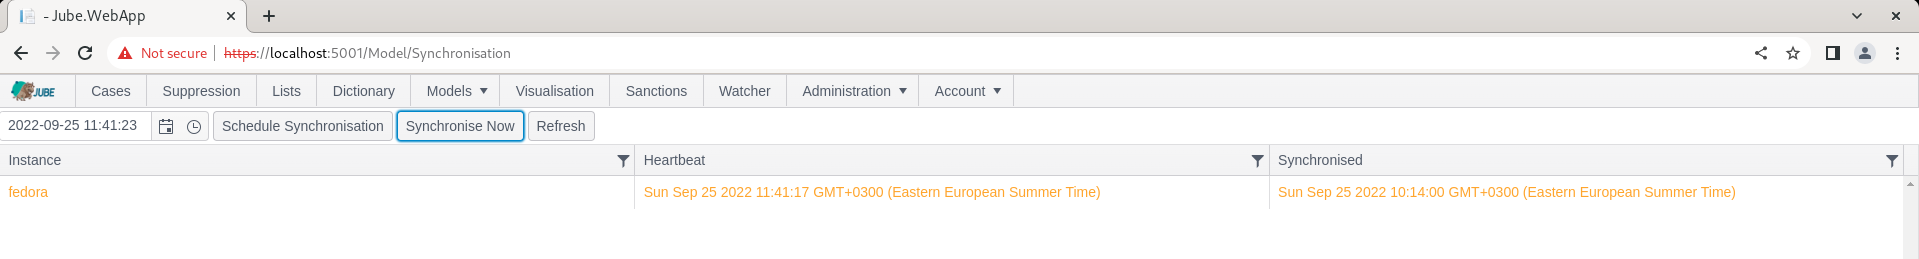 - Jube.WebApp
Not secure https://localhost:5001/Model/Synchronisation
JUBE Cases Suppression Lists Dictionary Models Visualisation Sanctions Watcher Administration Account
2022-09-25 11:41:23 Schedule Synchronisation Synchronise Now Refresh
Instance Heartbeat Synchronised
fedora Sun Sep 25 2022 11:41:17 GMT+0300 (Eastern European Summer Time) Sun Sep 25 2022 10:14:00 GMT+0300 (Eastern European Summer Time)